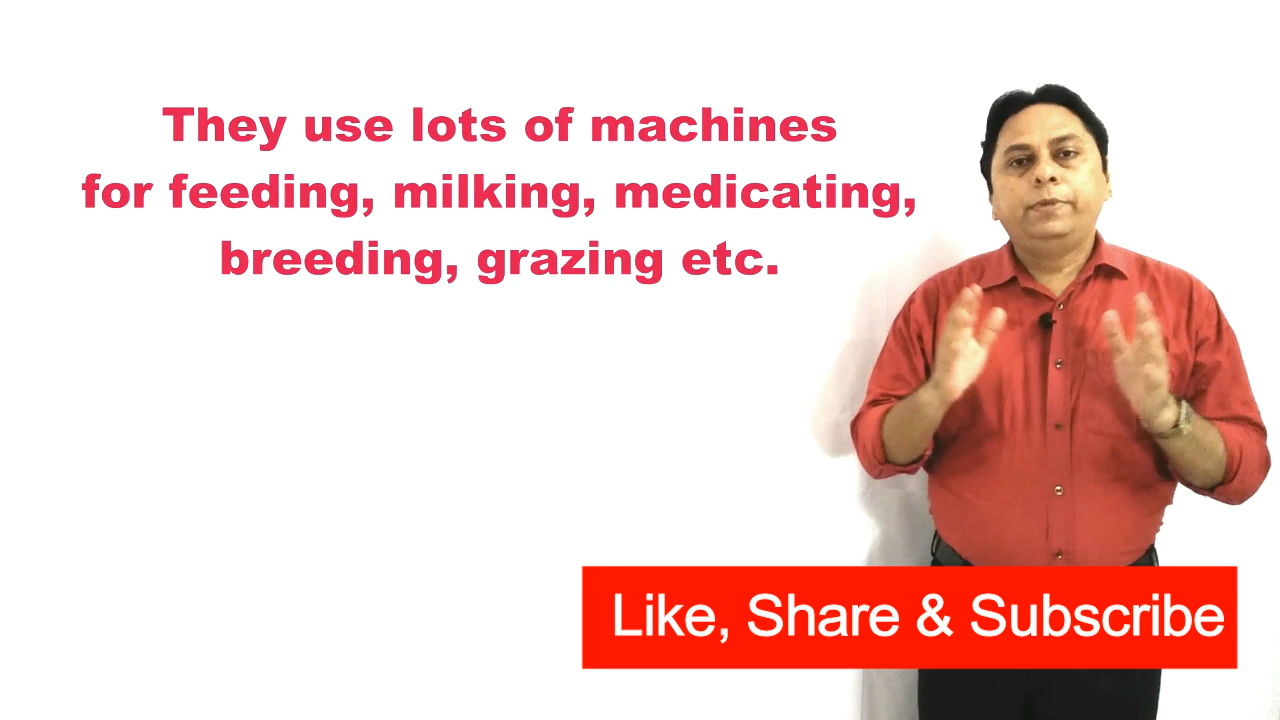 They use lots of machines
for feeding, milking, medicating,
breeding, grazing etc.
Like, Share & Subscribe